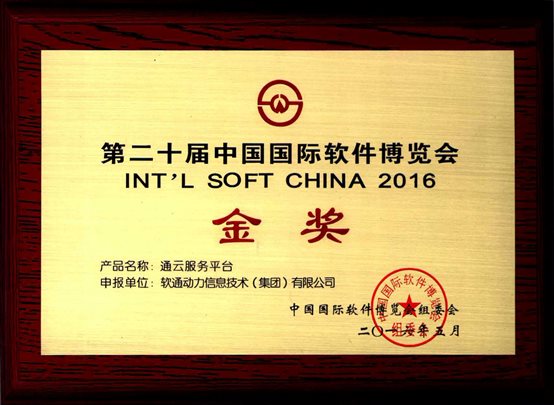 第二十届中国国际软件博览会
INT'L SOFT CHINA 2016
金 奖
产品名称：通云服务平台
申报单位：软通动力信息技术（集团）有限公司
中国国际软件博览会组委会
二〇一六年五月
中国国际软件博览会
组委会